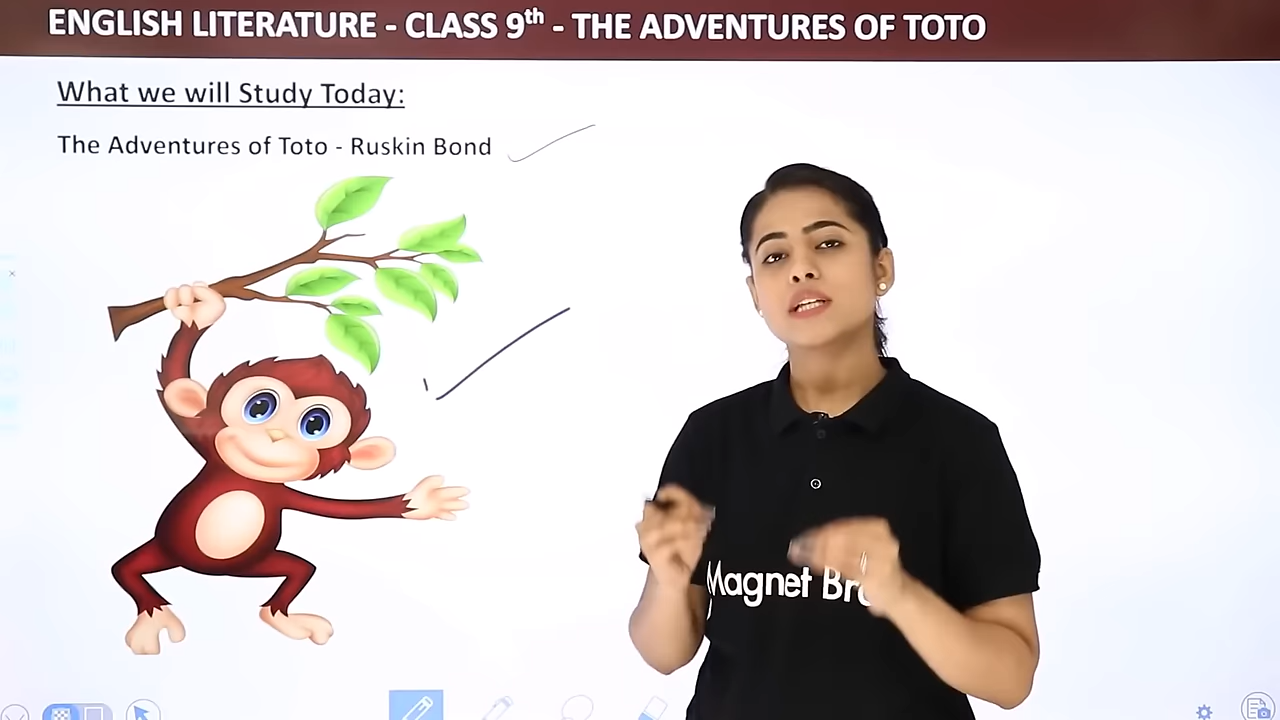 ENGLISH LITERATURE - CLASS 9th - THE ADVENTURES OF TOTO
What we will Study Today:
The Adventures of Toto - Ruskin Bond
Magnet Br